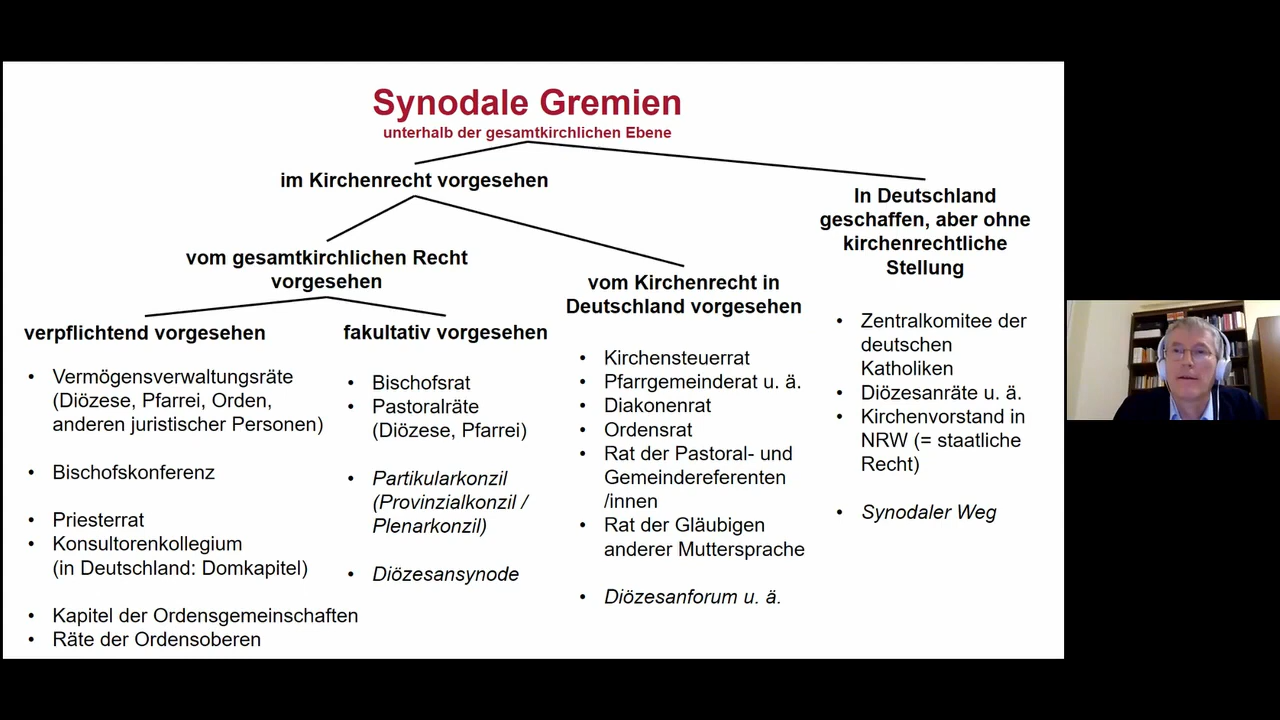 Synodale Gremien
unterhalb der gesamtkirchlichen Ebene
im Kirchenrecht vorgesehen
vom gesamtkirchlichen Recht
vorgesehen
verpflichtend vorgesehen
• Vermögensverwaltungsräte
(Diözese, Pfarrei, Orden,
anderen juristischer Personen)
• Bischofskonferenz
• Priesterrat
• Konsultorenkollegium
(in Deutschland: Domkapitel)
• Kapitel der Ordensgemeinschaften
• Räte der Ordensoberen
fakultativ vorgesehen
• Bischofsrat
• Pastoralräte
(Diözese, Pfarrei)
• Partikularkonzil
(Provinzialkonzil /
Plenarkonzil)
• Diözesansynode
vom Kirchenrecht in
Deutschland vorgesehen
• Kirchensteuerrat
• Pfarrgemeinderat u. ä.
• Diakonenrat
• Ordensrat
• Rat der Pastoral- und
Gemeindereferenten
/innen
• Rat der Gläubigen
anderer Muttersprache
• Diözesanforum u. ä.
In Deutschland
geschaffen, aber ohne
kirchenrechtliche
Stellung
• Zentralkomitee der
deutschen
Katholiken
• Diözesanräte u. ä.
• Kirchenvorstand in
NRW (= staatliche
Recht)
• Synodaler Weg